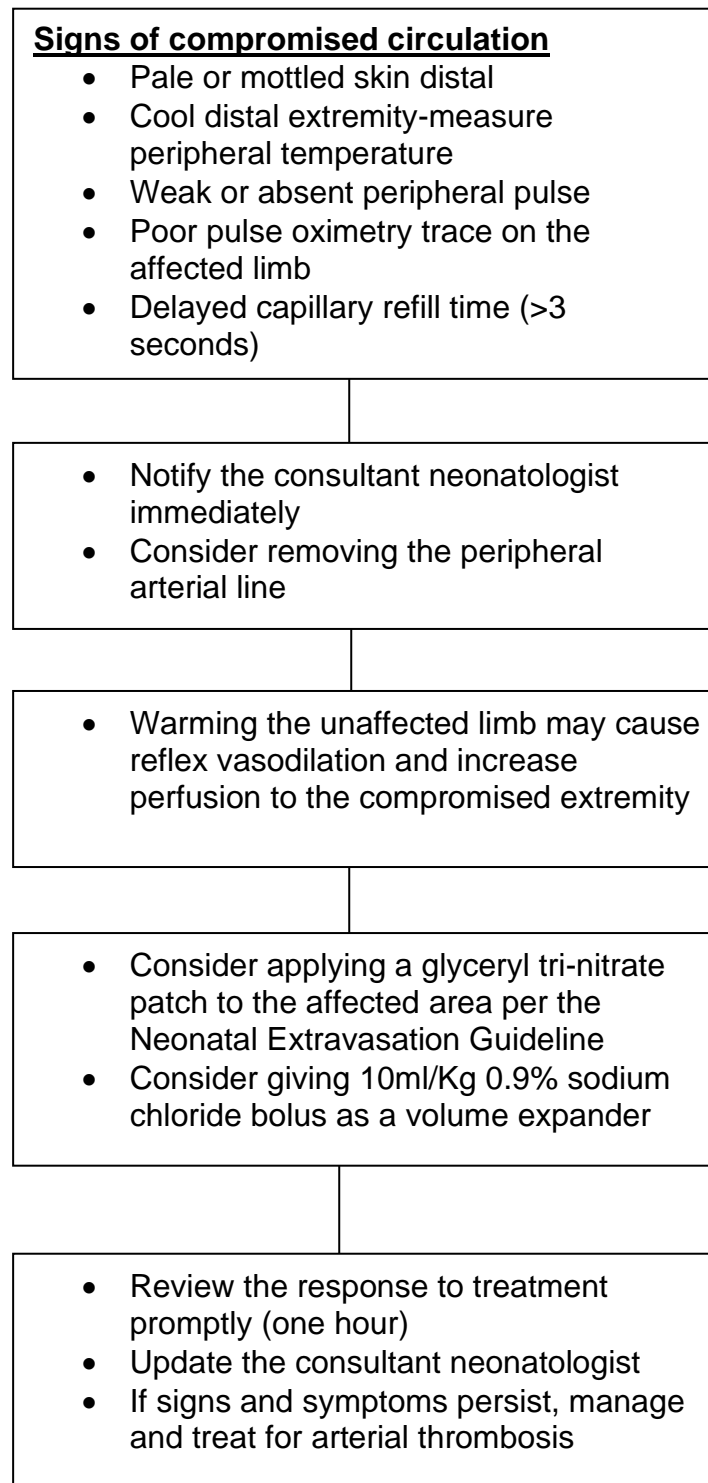 Signs of compromised circulation
• Pale or mottled skin distal
• Cool distal extremity-measure
peripheral temperature
• Weak or absent peripheral pulse
• Poor pulse oximetry trace on the
affected limb
• Delayed capillary refill time (>3
seconds)
• Notify the consultant neonatologist
immediately
• Consider removing the peripheral
arterial line
• Warming the unaffected limb may cause
reflex vasodilation and increase
perfusion to the compromised extremity
• Consider applying a glyceryl tri-nitrate
patch to the affected area per the
Neonatal Extravasation Guideline
• Consider giving 10ml/Kg 0.9% sodium
chloride bolus as a volume expander
• Review the response to treatment
promptly (one hour)
• Update the consultant neonatologist
• If signs and symptoms persist, manage
and treat for arterial thrombosis